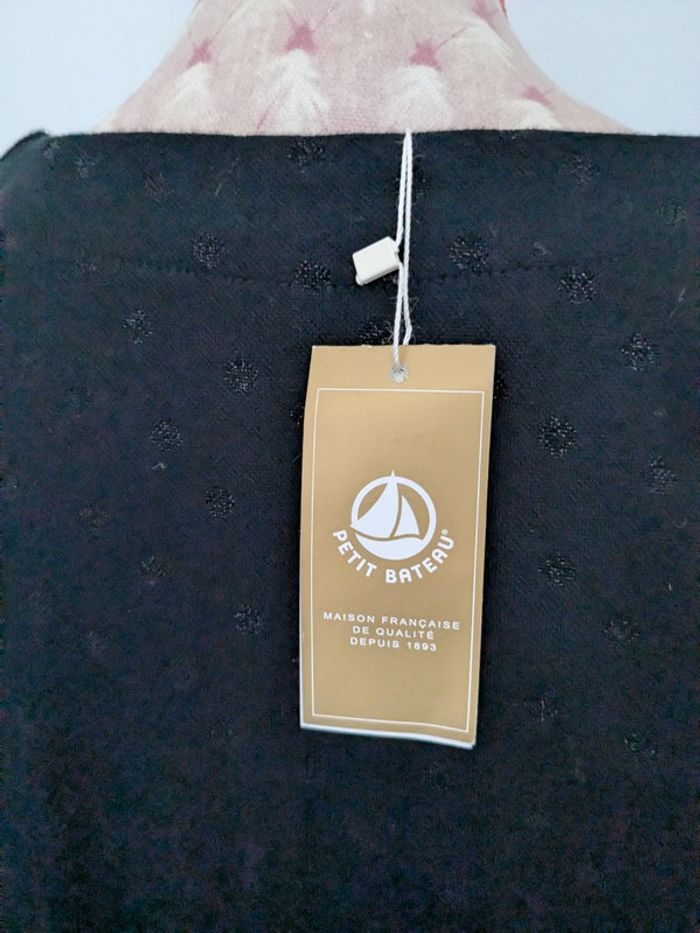 PETIT BATEAU®
MAISON FRANÇAISE
DE QUALITÉ
DEPUIS 1893